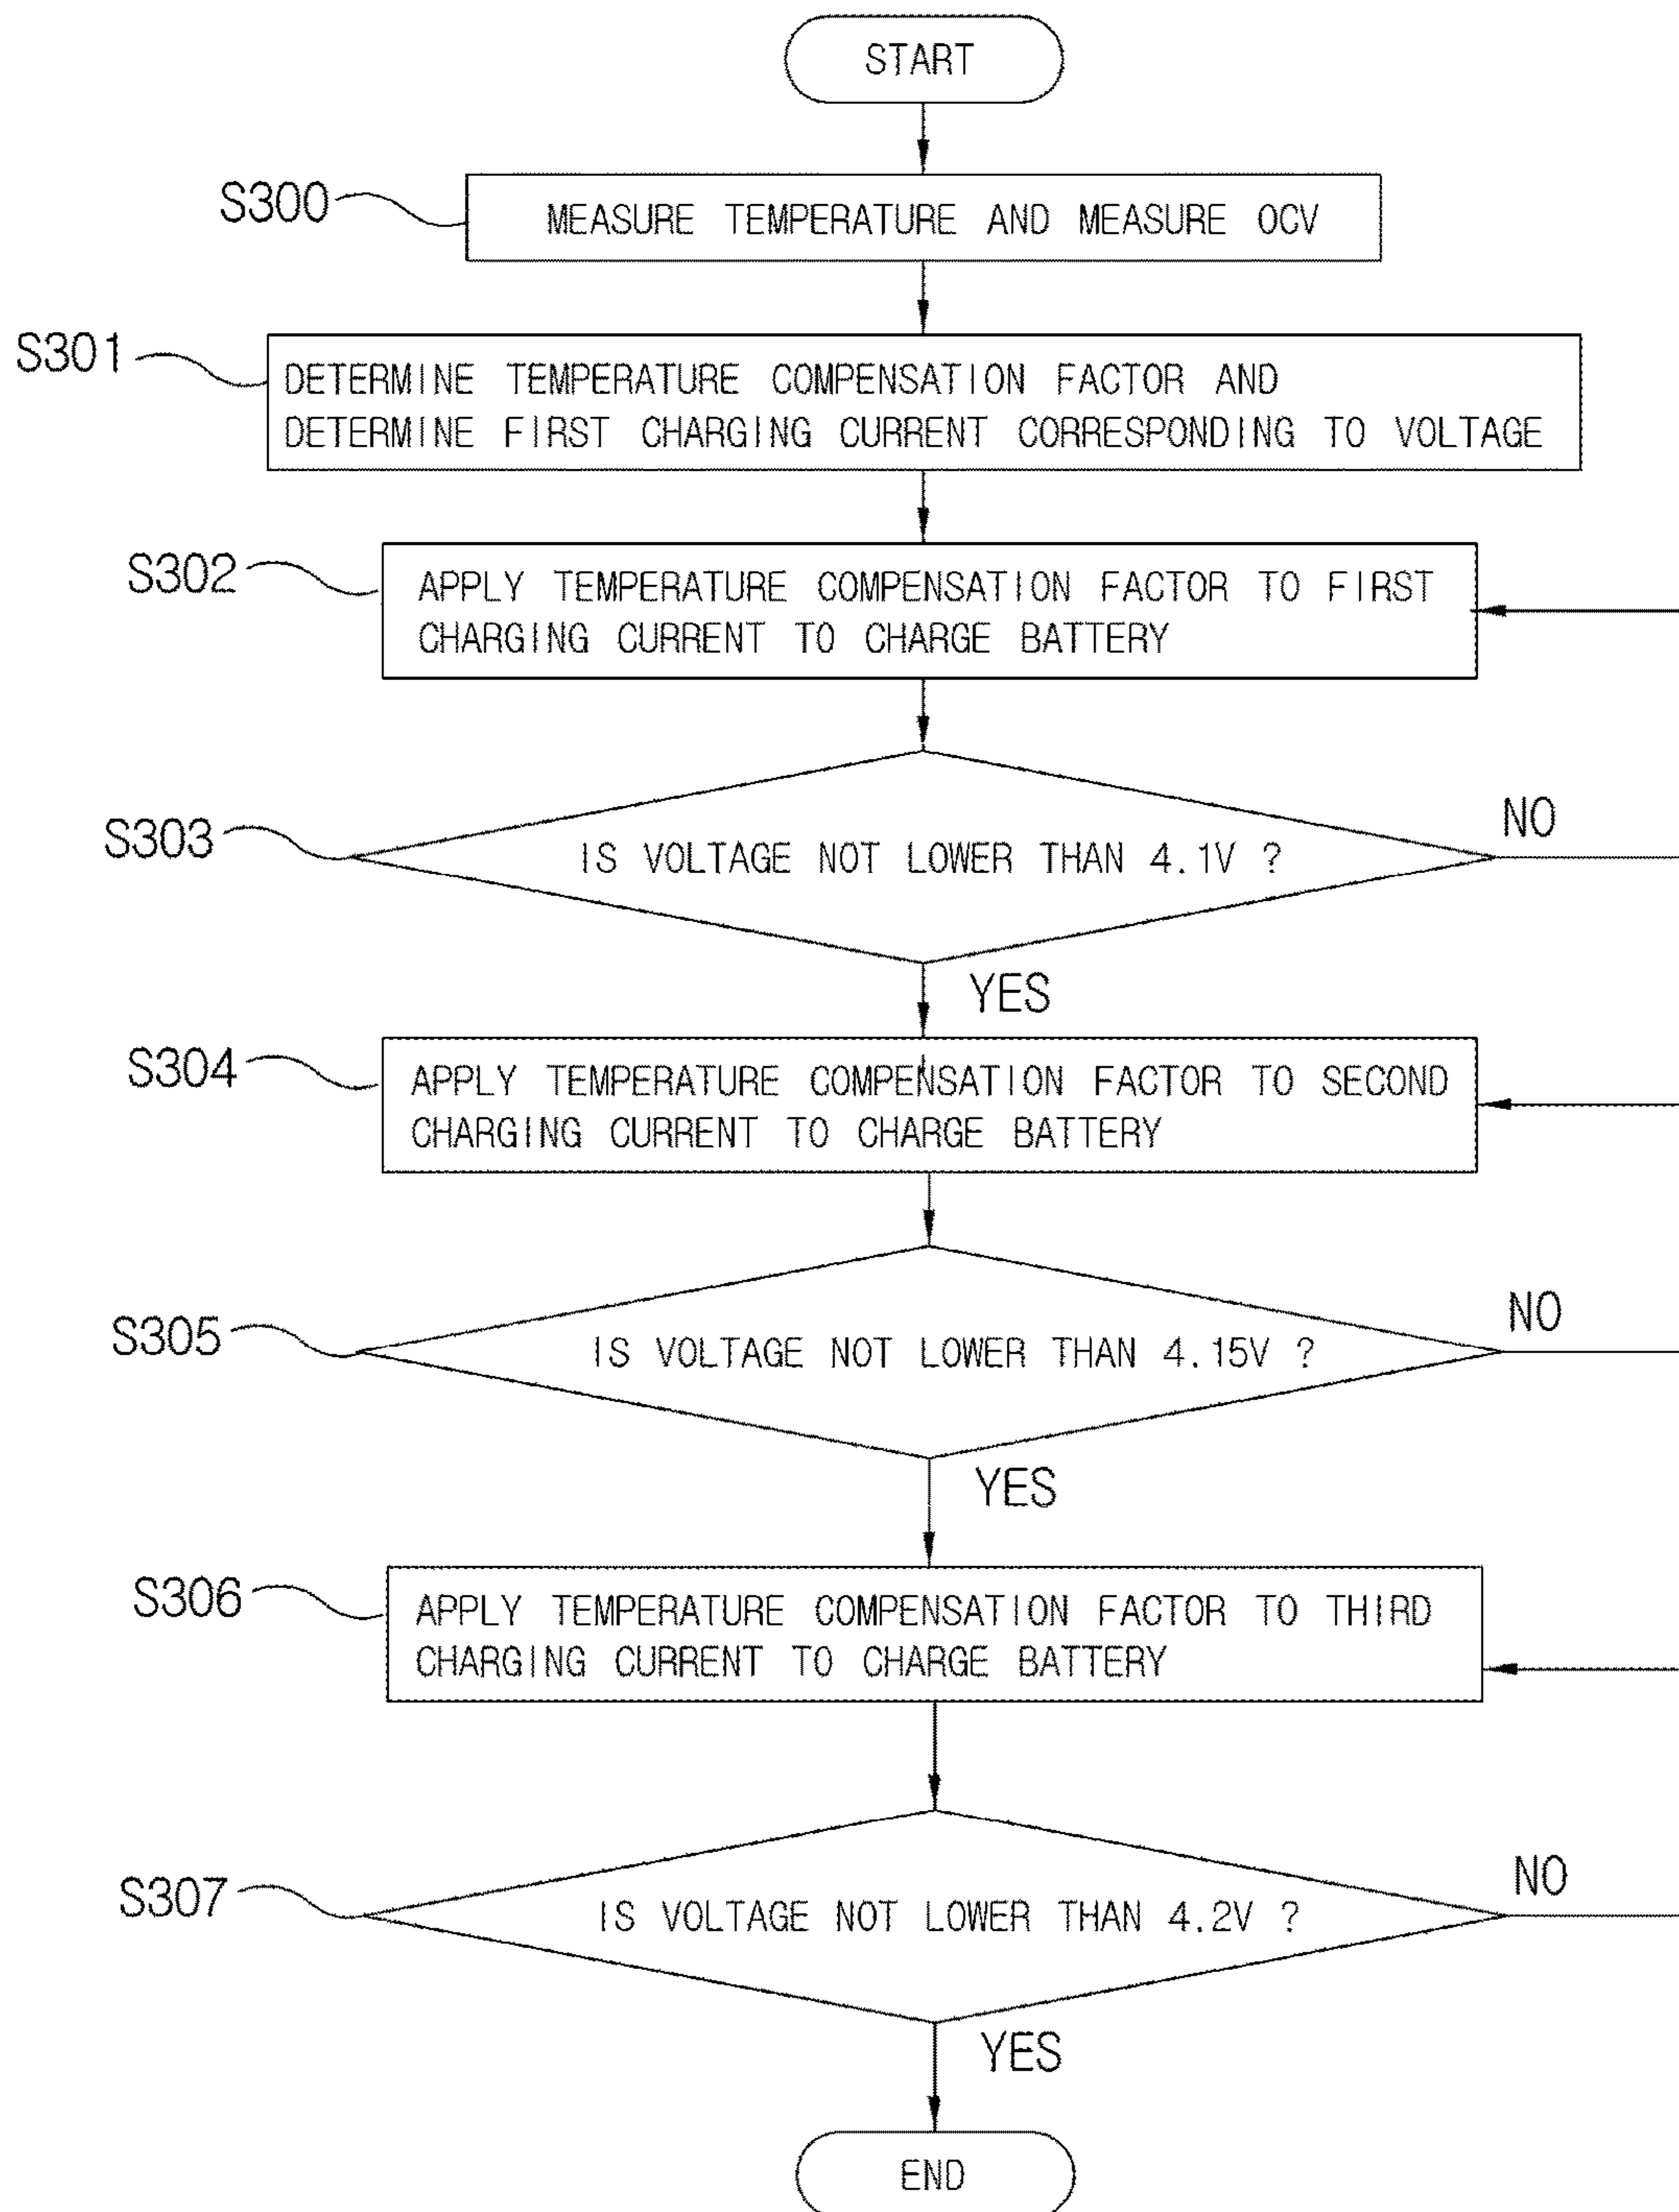 START
S300
MEASURE TEMPERATURE AND MEASURE OCV
S301
DETERMINE TEMPERATURE COMPENSATION FACTOR AND
DETERMINE FIRST CHARGING CURRENT CORRESPONDING TO VOLTAGE
S302
APPLY TEMPERATURE COMPENSATION FACTOR TO FIRST
CHARGING CURRENT TO CHARGE BATTERY
S303
IS VOLTAGE NOT LOWER THAN 4.1V ?
NO
YES
S304
APPLY TEMPERATURE COMPENSATION FACTOR TO SECOND
CHARGING CURRENT TO CHARGE BATTERY
S305
IS VOLTAGE NOT LOWER THAN 4.15V ?
NO
YES
S306
APPLY TEMPERATURE COMPENSATION FACTOR TO THIRD
CHARGING CURRENT TO CHARGE BATTERY
S307
IS VOLTAGE NOT LOWER THAN 4.2V ?
NO
YES
END